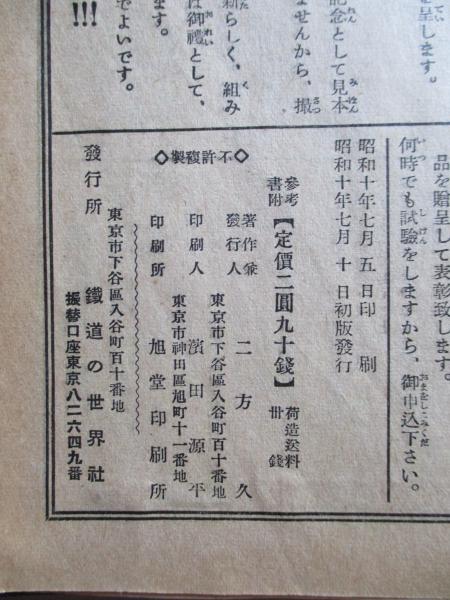 呈します。
記念として見本
ませんから、撮
新らしく、組み
は御禮として、
ます。
でよいです。
!!!
品を贈呈して表彰致します。
何時でも試驗をしますから、御申込下さい。
昭和十年七月五日印刷
昭和十年七月十日初版發行
參考書附【定價二圓九十錢】荷造送料卅錢
◇不許複製◇
著作兼發行人 二方久
東京市下谷區入谷町百十番地
印刷人 濱田源平
東京市神田區旭町十一番地
印刷所 旭堂印刷所
東京市下谷區入谷町百十番地
發行所 鐵道の世界社
振替口座東京八二六四九番